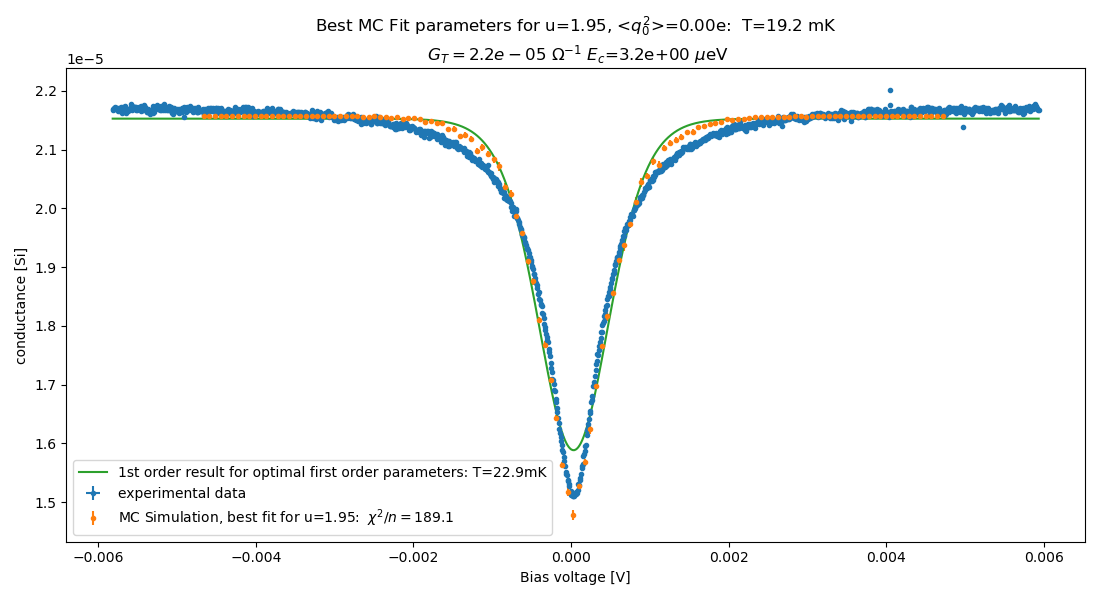 Best MC Fit parameters for u=1.95, <$q_0^2$>=0.00e:  T=19.2 mK
$G_T = 2.2e-05\ \Omega^{-1}$ $E_c$=3.2e+00 $\mu$eV
1e−5
2.2
2.1
2.0
1.9
1.8
1.7
1.6
1.5
conductance [Si]
1st order result for optimal first order parameters: T=22.9mK
experimental data
MC Simulation, best fit for u=1.95:  $\chi^2/n = 189.1$
−0.006 −0.004 −0.002 0.000 0.002 0.004 0.006
Bias voltage [V]